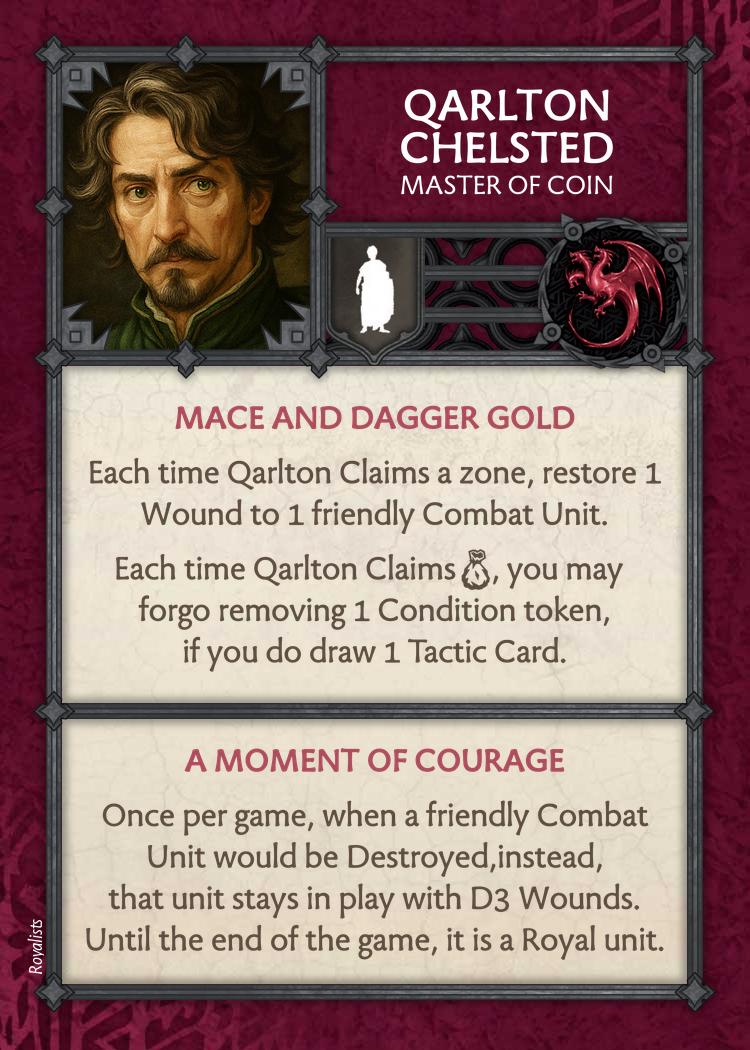 QARLTON
CHELSTED
MASTER OF COIN
MACE AND DAGGER GOLD
Each time Qarlton Claims a zone, restore 1
Wound to 1 friendly Combat Unit.
Each time Qarlton Claims , you may
forgo removing 1 Condition token,
if you do draw 1 Tactic Card.
A MOMENT OF COURAGE
Once per game, when a friendly Combat
Unit would be Destroyed,instead,
that unit stays in play with D3 Wounds.
Until the end of the game, it is a Royal unit.
Royalists